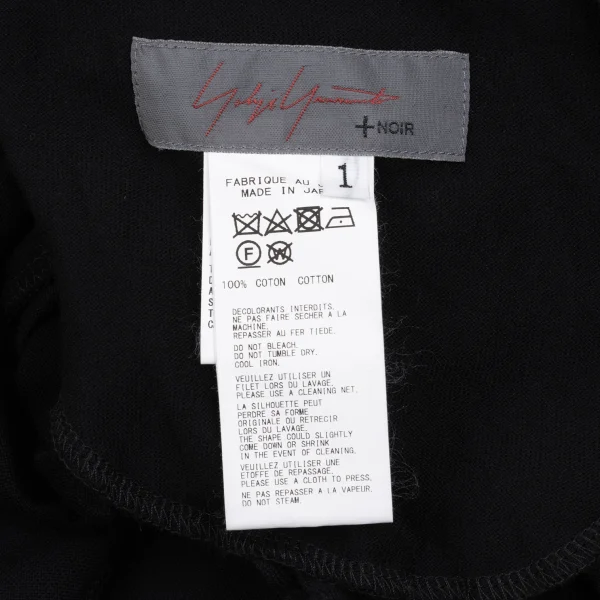 Yohji Yamamoto
+NOIR
1
FABRIQUE AU
MADE IN JAP
F
W
100% COTON COTTON
DECOLORANTS INTERDITS.
NE PAS FAIRE SECHER A LA
MACHINE.
REPASSER AU FER TIEDE.
DO NOT BLEACH.
DO NOT TUMBLE DRY.
COOL IRON.
VEUILLEZ UTILISER UN
FILET LORS DU LAVAGE.
PLEASE USE A CLEANING NET.
LA SILHOUETTE PEUT
PERDRE SA FORME
ORIGINALE OU RETRECIR
LORS DU LAVAGE.
THE SHAPE COULD SLIGHTLY
COME DOWN OR SHRINK
IN THE EVENT OF CLEANING.
VEUILLEZ UTILISER UNE
ETOFFE DE REPASSAGE.
PLEASE USE A CLOTH TO PRESS.
NE PAS REPASSER A LA VAPEUR.
DO NOT STEAM.